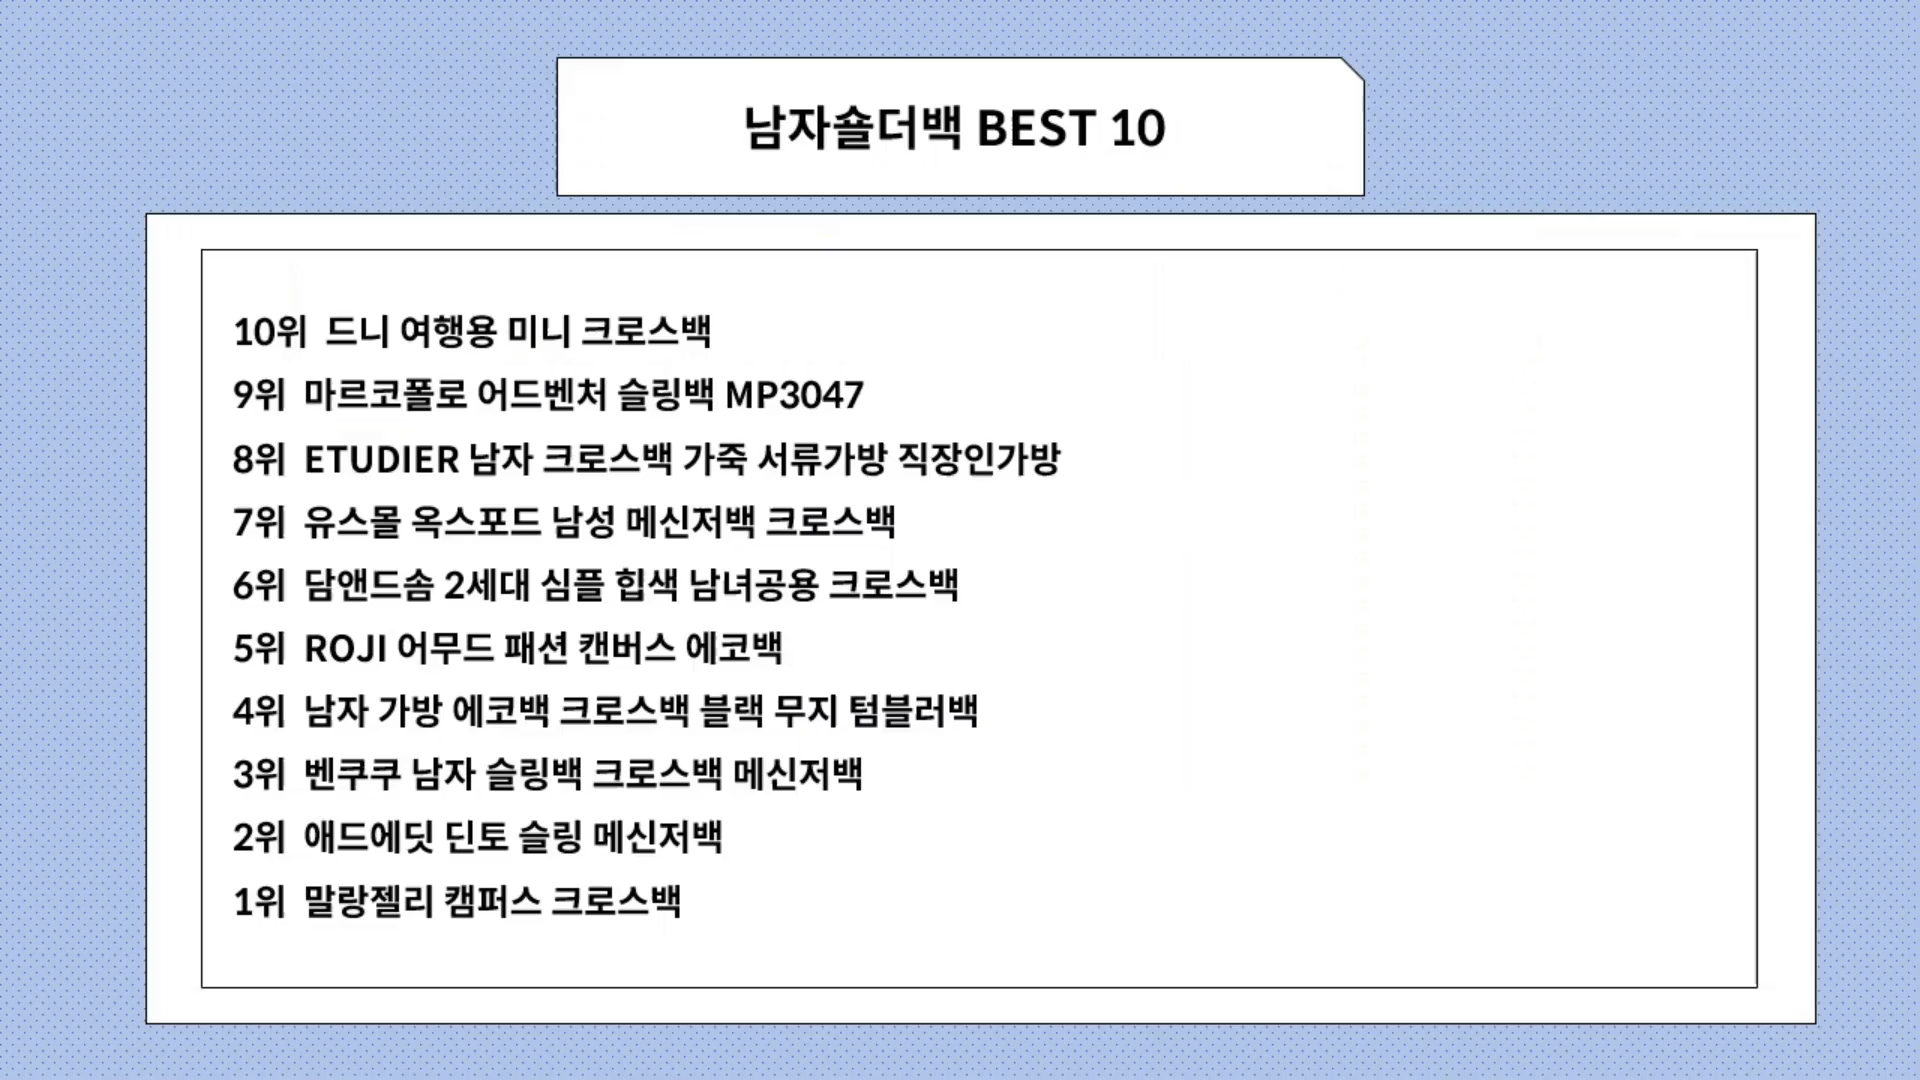 남자숄더백 BEST 10
10위 드니 여행용 미니 크로스백
9위 마르코폴로 어드벤처 슬링백 MP3047
8위 ETUDIER 남자 크로스백 가죽 서류가방 직장인가방
7위 유스몰 옥스포드 남성 메신저백 크로스백
6위 담앤드솜 2세대 심플 힙색 남녀공용 크로스백
5위 ROJI 어무드 패션 캔버스 에코백
4위 남자 가방 에코백 크로스백 블랙 무지 텀블러백
3위 벤쿠쿠 남자 슬링백 크로스백 메신저백
2위 애드에딧 딘토 슬링 메신저백
1위 말랑젤리 캠퍼스 크로스백